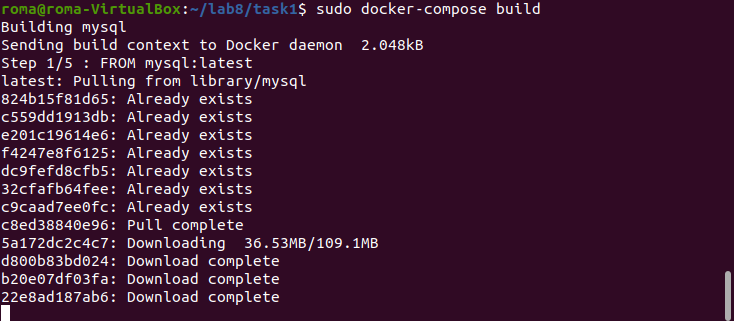 roma@roma-VirtualBox:~/lab8/task1$ sudo docker-compose build
Building mysql
Sending build context to Docker daemon  2.048kB
Step 1/5 : FROM mysql:latest
latest: Pulling from library/mysql
824b15f81d65: Already exists
c559dd1913db: Already exists
e201c19614e6: Already exists
f4247e8f6125: Already exists
dc9fefd8cfb5: Already exists
32cfafb64fee: Already exists
c9caad7ee0fc: Already exists
c8ed38840e96: Pull complete
5a172dc2c4c7: Downloading  36.53MB/109.1MB
d800b83bd024: Download complete
b20e07df03fa: Download complete
22e8ad187ab6: Download complete